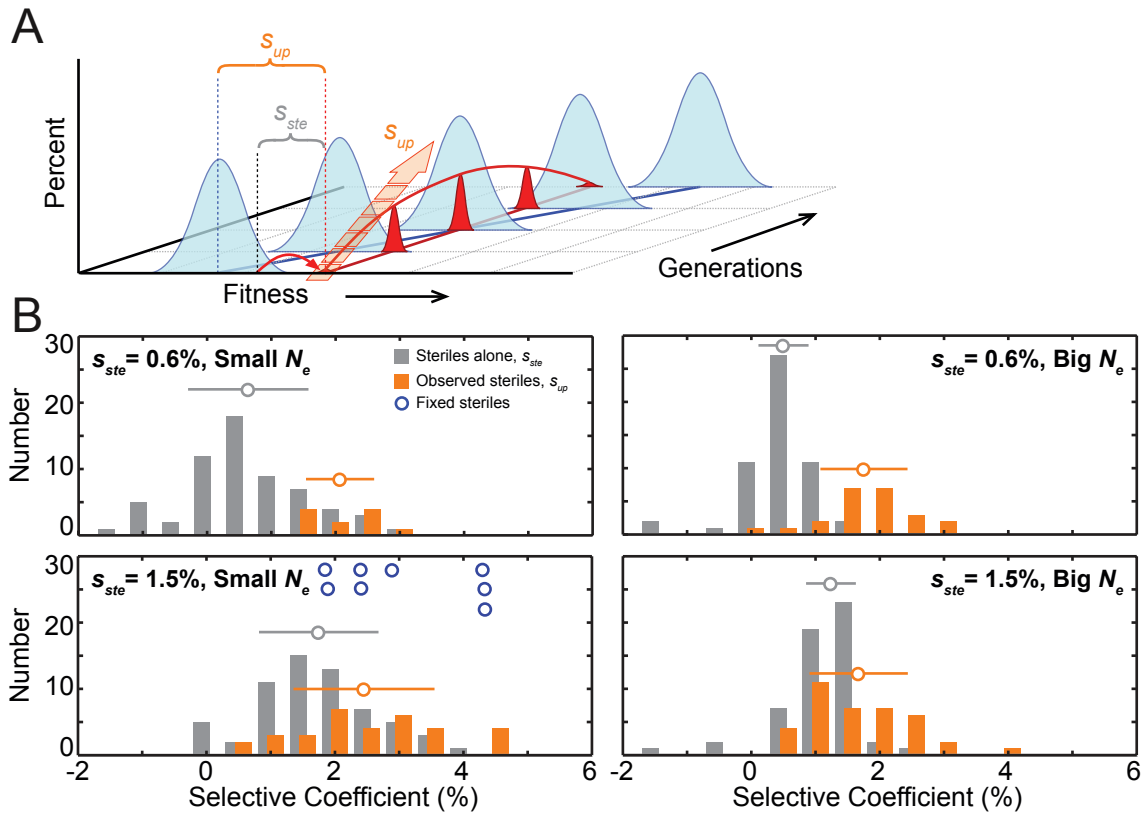 A
s_up
s_ste
s_up
Percent
Fitness
Generations
B
30
20
10
0
Number
s_ste = 0.6%, Small N_e
Steriles alone, s_ste
Observed steriles, s_up
Fixed steriles
s_ste = 0.6%, Big N_e
30
20
10
0
Number
s_ste = 1.5%, Small N_e
s_ste = 1.5%, Big N_e
-2 0 2 4 6
-2 0 2 4 6
Selective Coefficient (%)
Selective Coefficient (%)